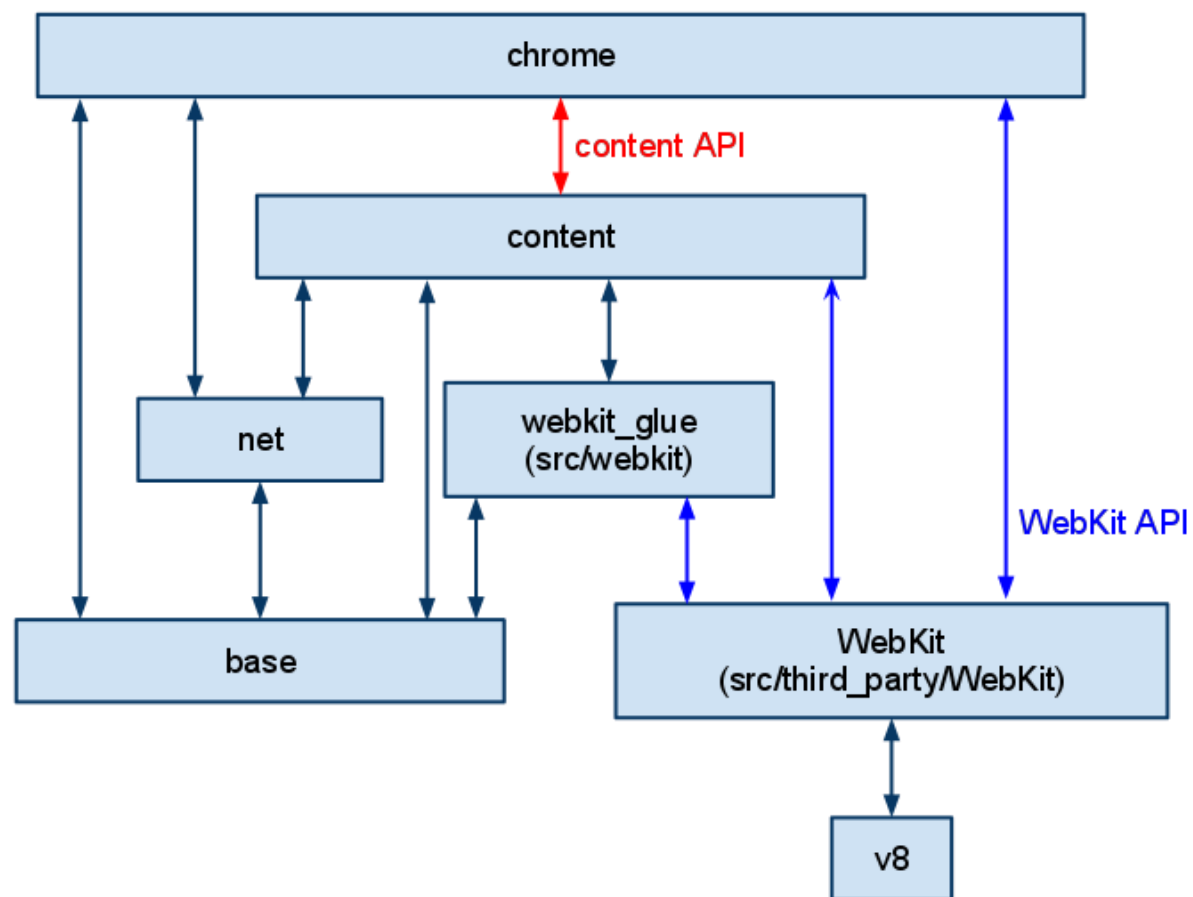 chrome
content API
content
webkit_glue
(src/webkit)
net
WebKit API
WebKit
(src/third_party/WebKit)
base
v8